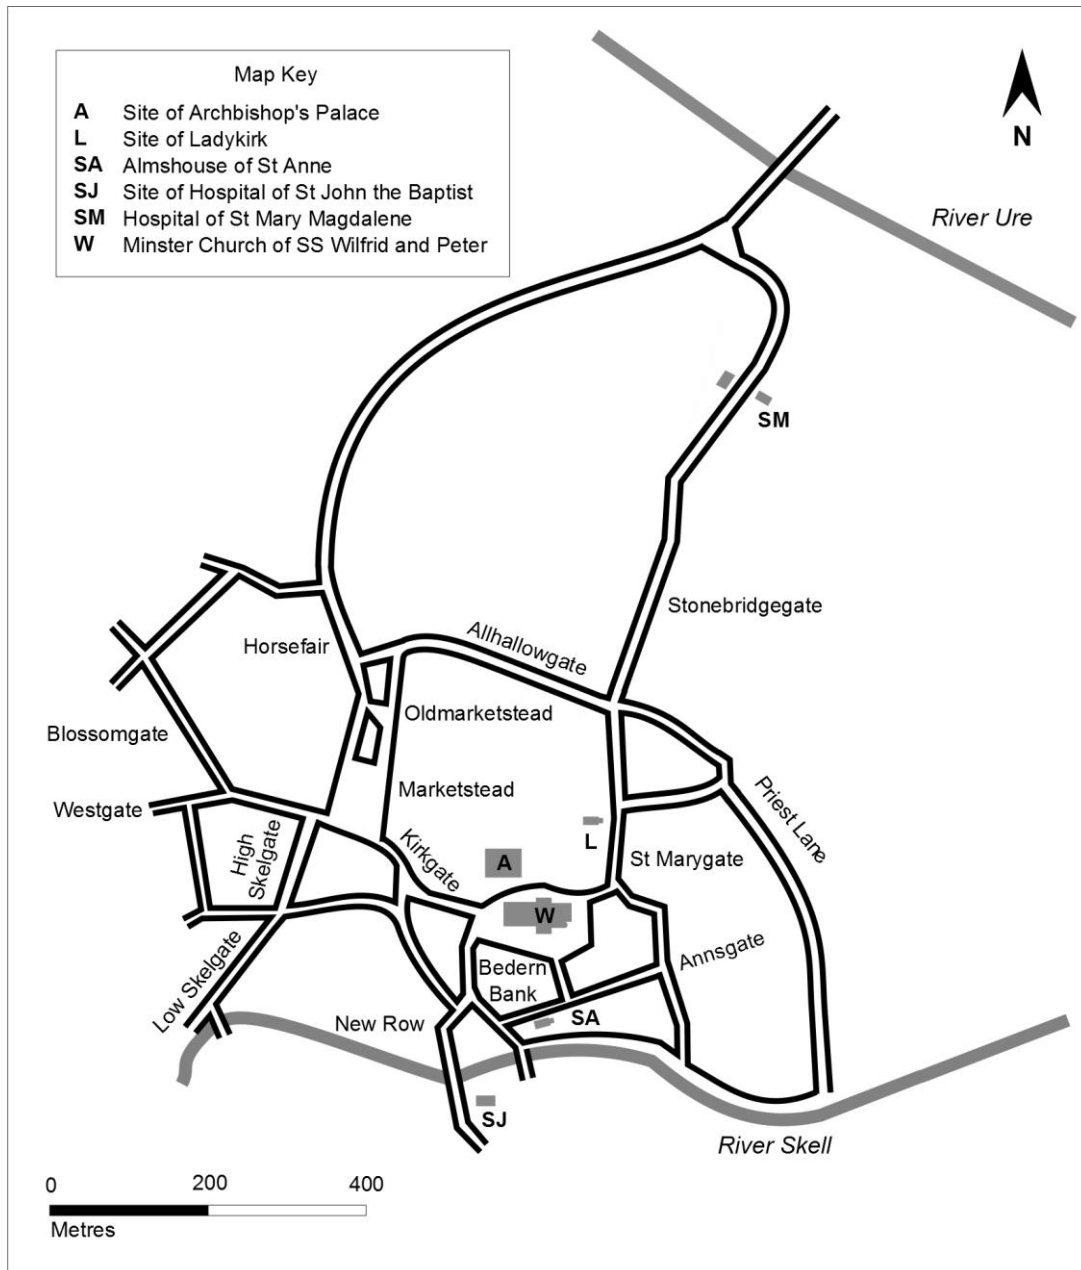 Map Key
A Site of Archbishop's Palace
L Site of Ladykirk
SA Almshouse of St Anne
SJ Site of Hospital of St John the Baptist
SM Hospital of St Mary Magdalene
W Minster Church of SS Wilfrid and Peter
N
River Ure
SM
Stonebridgegate
Allhallowgate
Horsefair
Oldmarketstead
Blossomgate
Marketstead
Westgate
Priest Lane
High
Skelgate
Kirkgate
L
St Marygate
A
W
Annsgate
Bedern
Bank
Low Skelgate
New Row
SA
SJ
River Skell
0 200 400
Metres